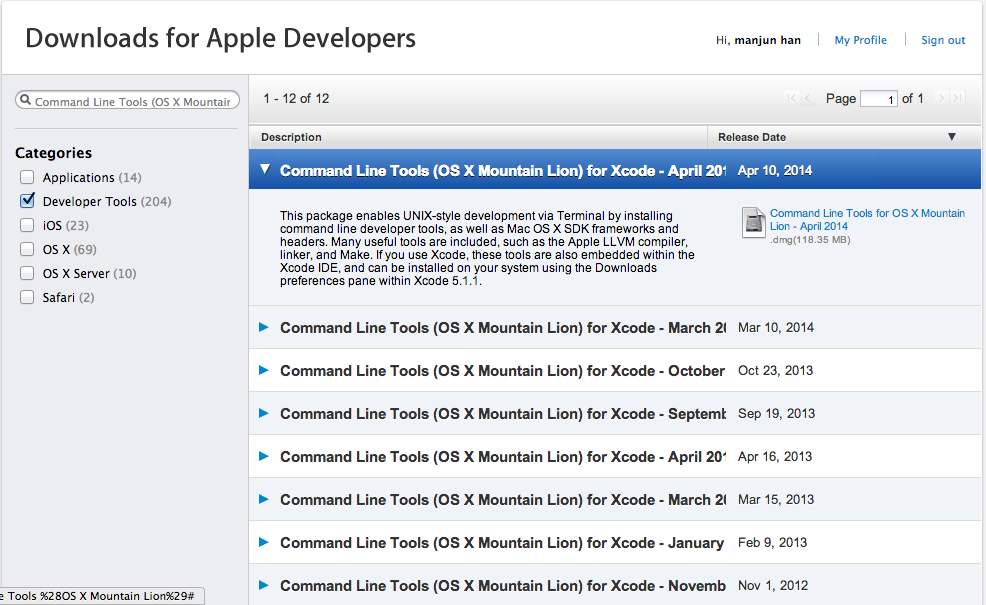 Downloads for Apple Developers
Hi, manjun han
My Profile
Sign out
Command Line Tools (OS X Mountair
1 - 12 of 12
Page 1 of 1
Categories
Applications (14)
Developer Tools (204)
iOS (23)
OS X (69)
OS X Server (10)
Safari (2)
Description
Release Date
Command Line Tools (OS X Mountain Lion) for Xcode - April 201
Apr 10, 2014
This package enables UNIX-style development via Terminal by installing
command line developer tools, as well as Mac OS X SDK frameworks and
headers. Many useful tools are included, such as the Apple LLVM compiler,
linker, and Make. If you use Xcode, these tools are also embedded within the
Xcode IDE, and can be installed on your system using the Downloads
preferences pane within Xcode 5.1.1.
Command Line Tools for OS X Mountain
Lion - April 2014
.dmg(118.35 MB)
Command Line Tools (OS X Mountain Lion) for Xcode - March 20
Mar 10, 2014
Command Line Tools (OS X Mountain Lion) for Xcode - October
Oct 23, 2013
Command Line Tools (OS X Mountain Lion) for Xcode - Septemb
Sep 19, 2013
Command Line Tools (OS X Mountain Lion) for Xcode - April 201
Apr 16, 2013
Command Line Tools (OS X Mountain Lion) for Xcode - March 20
Mar 15, 2013
Command Line Tools (OS X Mountain Lion) for Xcode - January
Feb 9, 2013
Command Line Tools (OS X Mountain Lion) for Xcode - Novemb
Nov 1, 2012
e Tools %28OS X Mountain Lion%29#